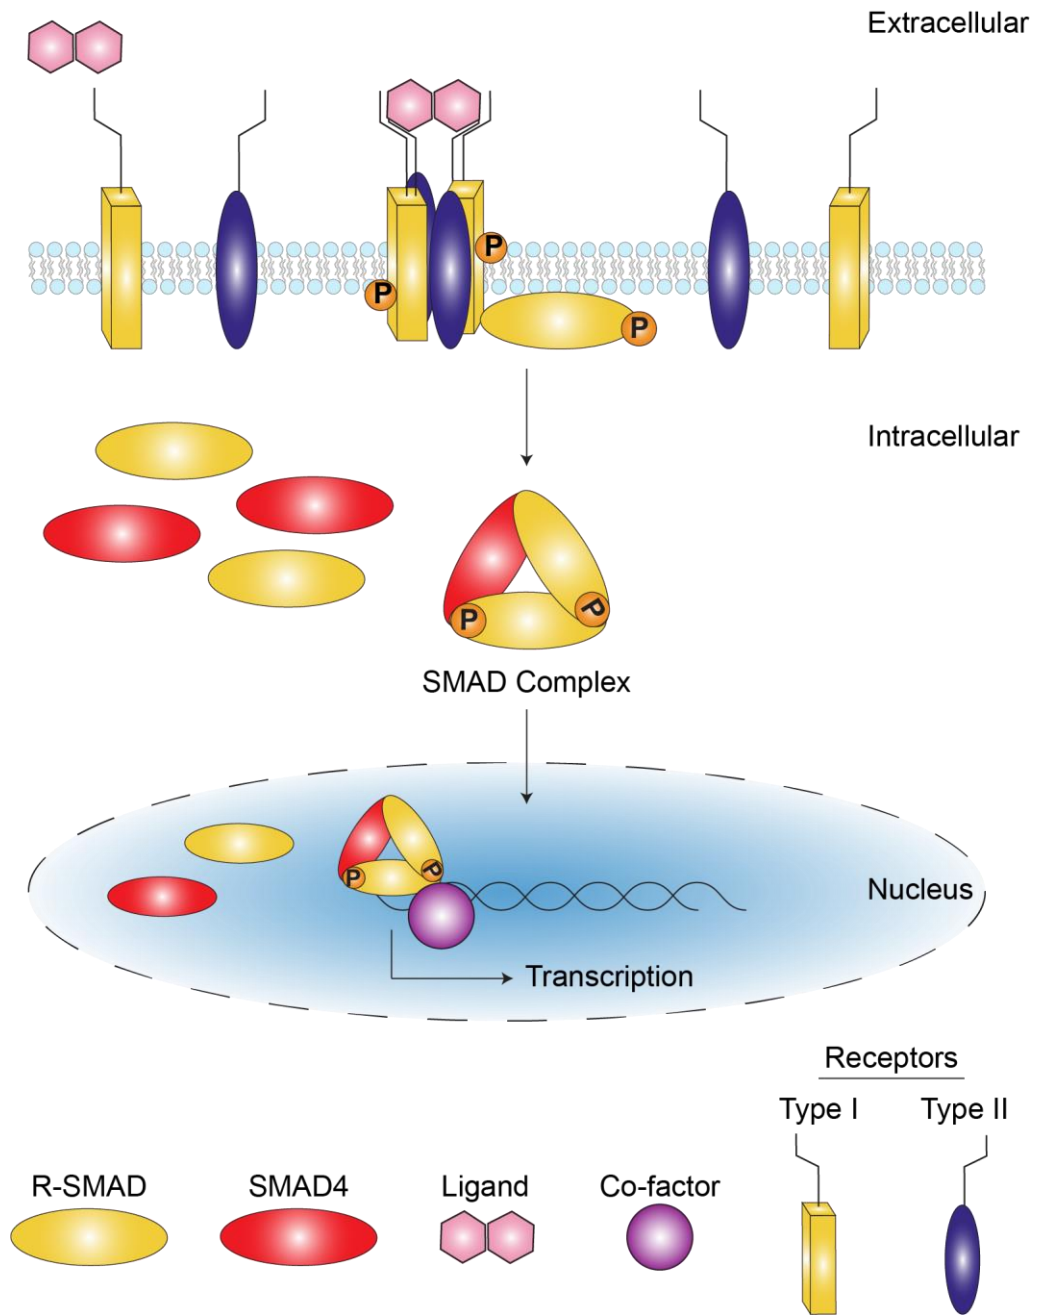 Extracellular
P
P
P
Intracellular
P
P
SMAD Complex
P
P
Nucleus
Transcription
Receptors
Type I
Type II
R-SMAD
SMAD4
Ligand
Co-factor